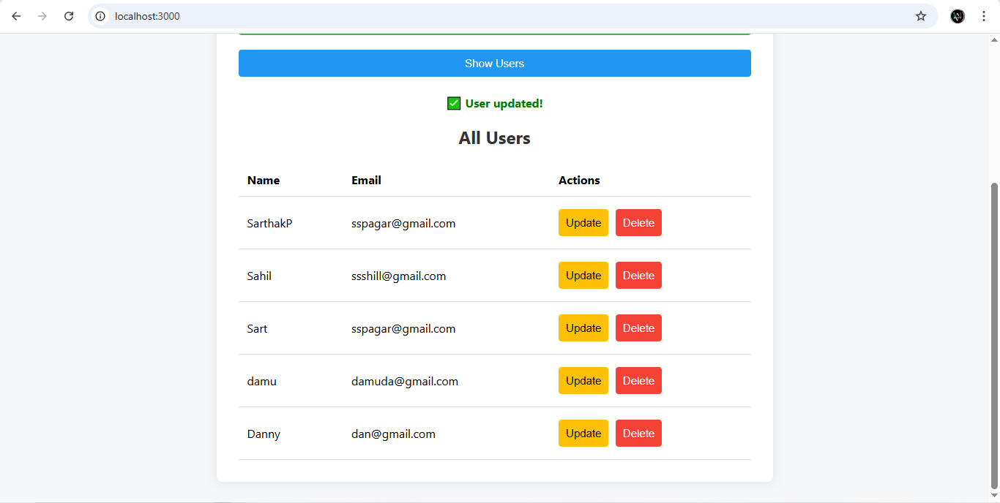 localhost:3000
Show Users
✅ User updated!
All Users
Name Email Actions
SarthakP sspagar@gmail.com Update Delete
Sahil ssshill@gmail.com Update Delete
Sart sspagar@gmail.com Update Delete
damu damuda@gmail.com Update Delete
Danny dan@gmail.com Update Delete